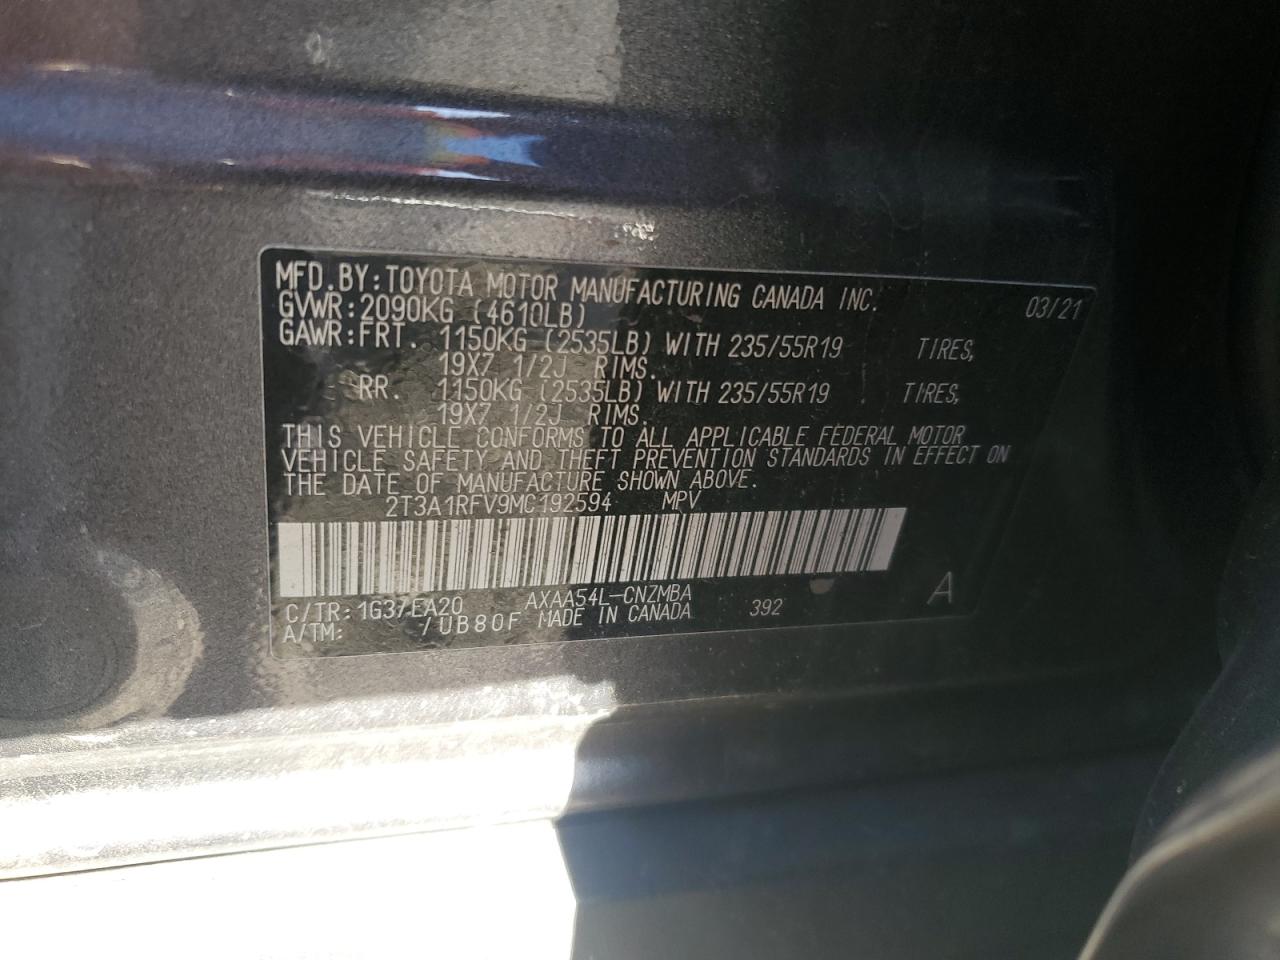 MFD.BY:TOYOTA MOTOR MANUFACTURING CANADA INC. 03/21
GVWR:2090KG (4610LB)
GAWR:FRT. 1150KG (2535LB) WITH 235/55R19 TIRES,
19X7 1/2J RIMS.
RR. 1150KG (2535LB) WITH 235/55R19 TIRES,
19X7 1/2J RIMS.
THIS VEHICLE CONFORMS TO ALL APPLICABLE FEDERAL MOTOR
VEHICLE SAFETY AND THEFT PREVENTION STANDARDS IN EFFECT ON
THE DATE OF MANUFACTURE SHOWN ABOVE.
2T3A1RFV9MC192594 MPV
C/TR:1G3/EA20 AXAA54L-CNZMBA 392 A
A/TM: /UB80F MADE IN CANADA